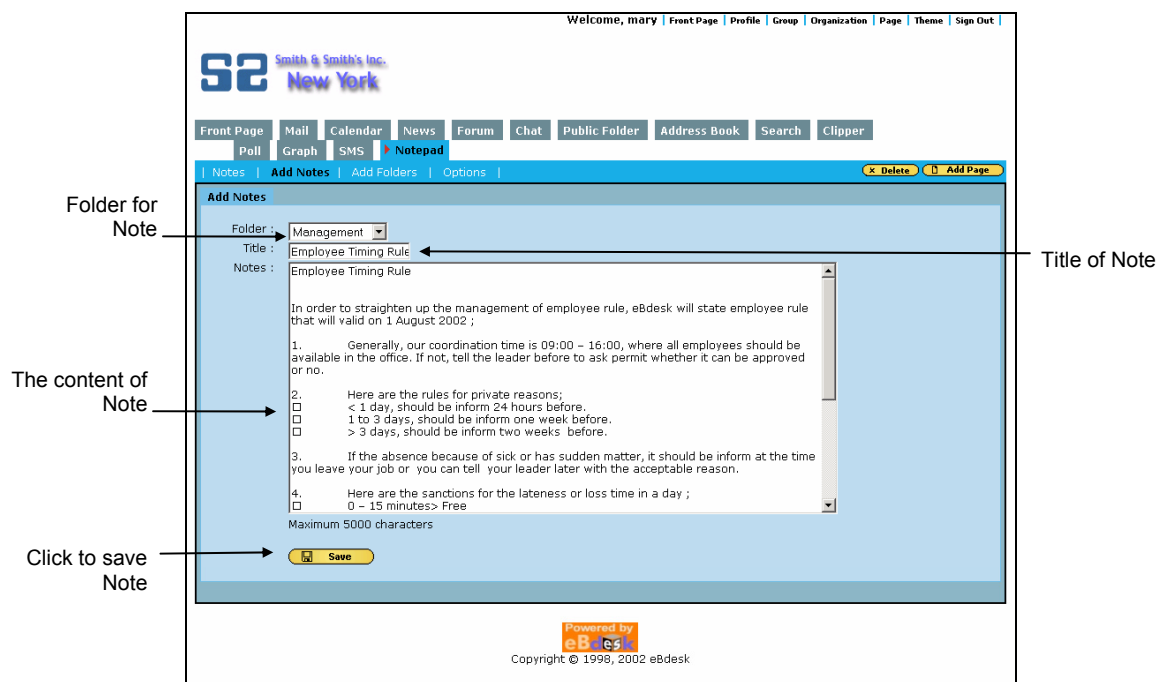 Welcome, mary | Front Page | Profile | Group | Organization | Page | Theme | Sign Out |
S2 Smith & Smith's Inc.
New York
Front Page Mail Calendar News Forum Chat Public Folder Address Book Search Clipper
Poll Graph SMS Notepad
| Notes | Add Notes | Add Folders | Options |
× Delete Add Page
Add Notes
Folder for
Note
Folder : Management
Title : Employee Timing Rule
Title of Note
Notes : Employee Timing Rule
In order to straighten up the management of employee rule, eBdesk will state employee rule
that will valid on 1 August 2002 ;
1. Generally, our coordination time is 09:00 – 16:00, where all employees should be
available in the office. If not, tell the leader before to ask permit whether it can be approved
or no.
The content of
Note
2. Here are the rules for private reasons;
□ < 1 day, should be inform 24 hours before.
□ 1 to 3 days, should be inform one week before.
□ > 3 days, should be inform two weeks before.
3. If the absence because of sick or has sudden matter, it should be inform at the time
you leave your job or you can tell your leader later with the acceptable reason.
4. Here are the sanctions for the lateness or loss time in a day ;
□ 0 – 15 minutes> Free
Maximum 5000 characters
Click to save
Note
Save
Powered by
eBdesk
Copyright © 1998, 2002 eBdesk